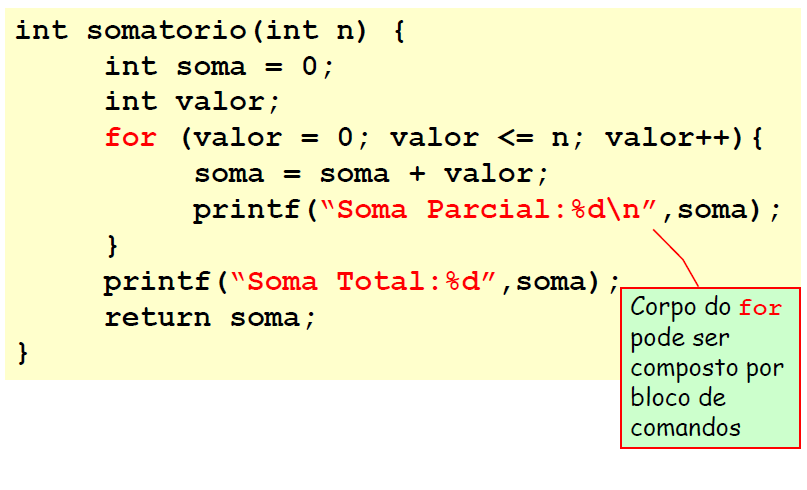 int somatorio(int n) {
int soma = 0;
int valor;
for (valor = 0; valor <= n; valor++){
soma = soma + valor;
printf(“Soma Parcial:%d\n”,soma);
}
printf(“Soma Total:%d”,soma);
return soma;
}
Corpo do for
pode ser
composto por
bloco de
comandos